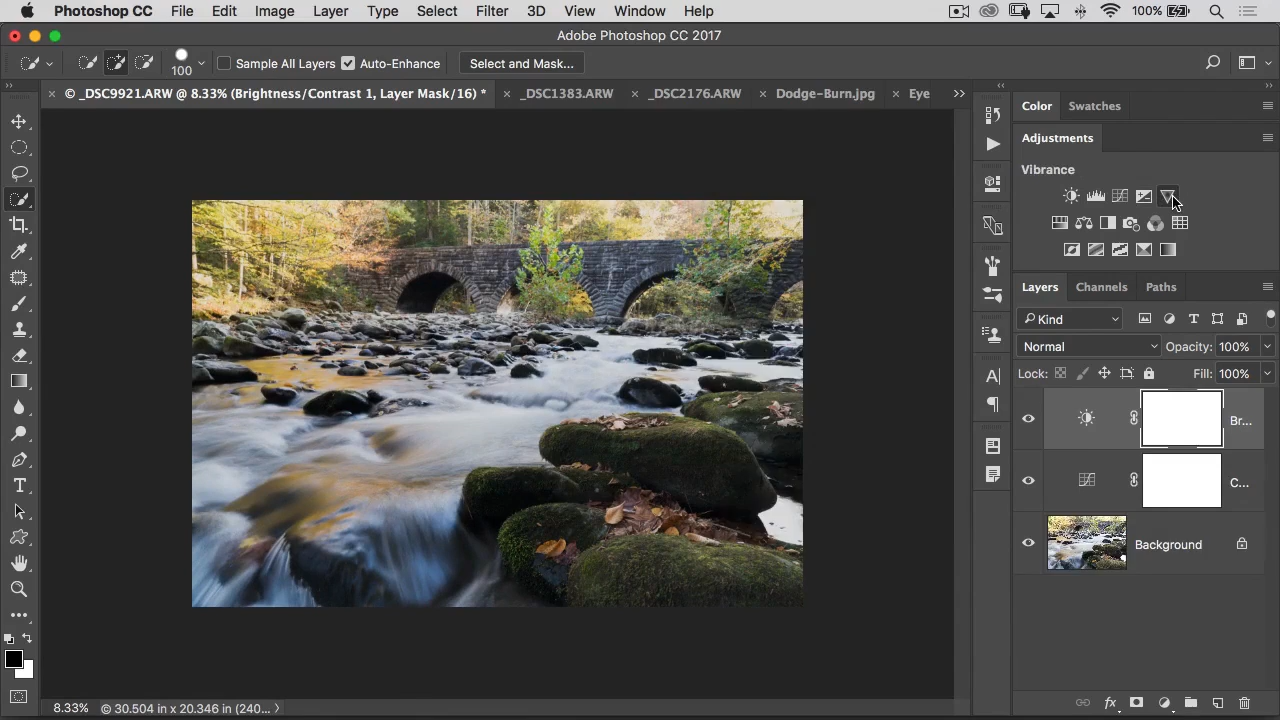 Photoshop CC File Edit Image Layer Type Select Filter 3D View Window Help 100%
Adobe Photoshop CC 2017
100 Sample All Layers Auto-Enhance Select and Mask...
© _DSC9921.ARW @ 8.33% (Brightness/Contrast 1, Layer Mask/16) * _DSC1383.ARW _DSC2176.ARW Dodge-Burn.jpg Eye
Color Swatches
Adjustments
Vibrance
Layers Channels Paths
Kind
Normal Opacity: 100%
Lock: Fill: 100%
Br...
C...
Background
8.33% © 30.504 in x 20.346 in (240...